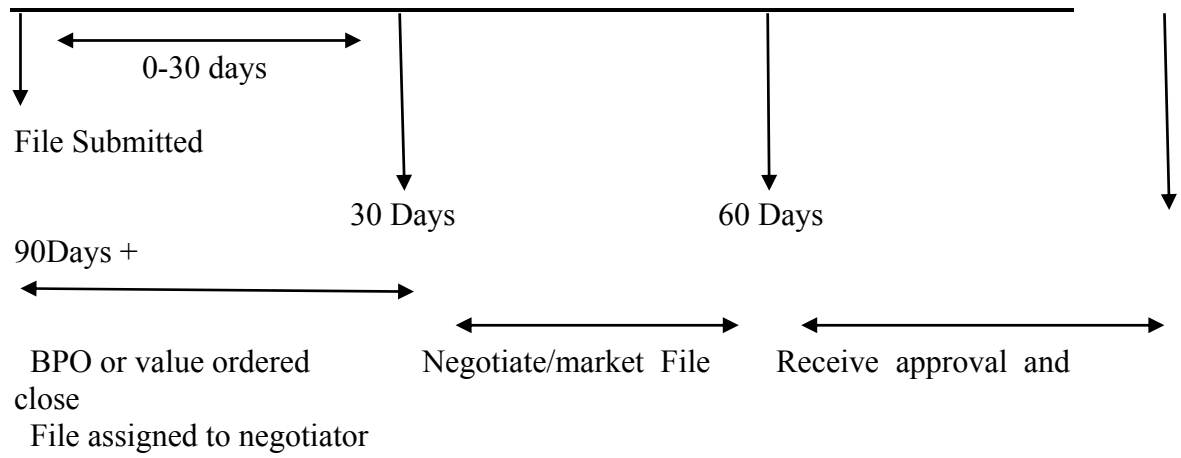 0-30 days
File Submitted
30 Days 60 Days
90Days +
BPO or value ordered Negotiate/market File Receive approval and
close
File assigned to negotiator